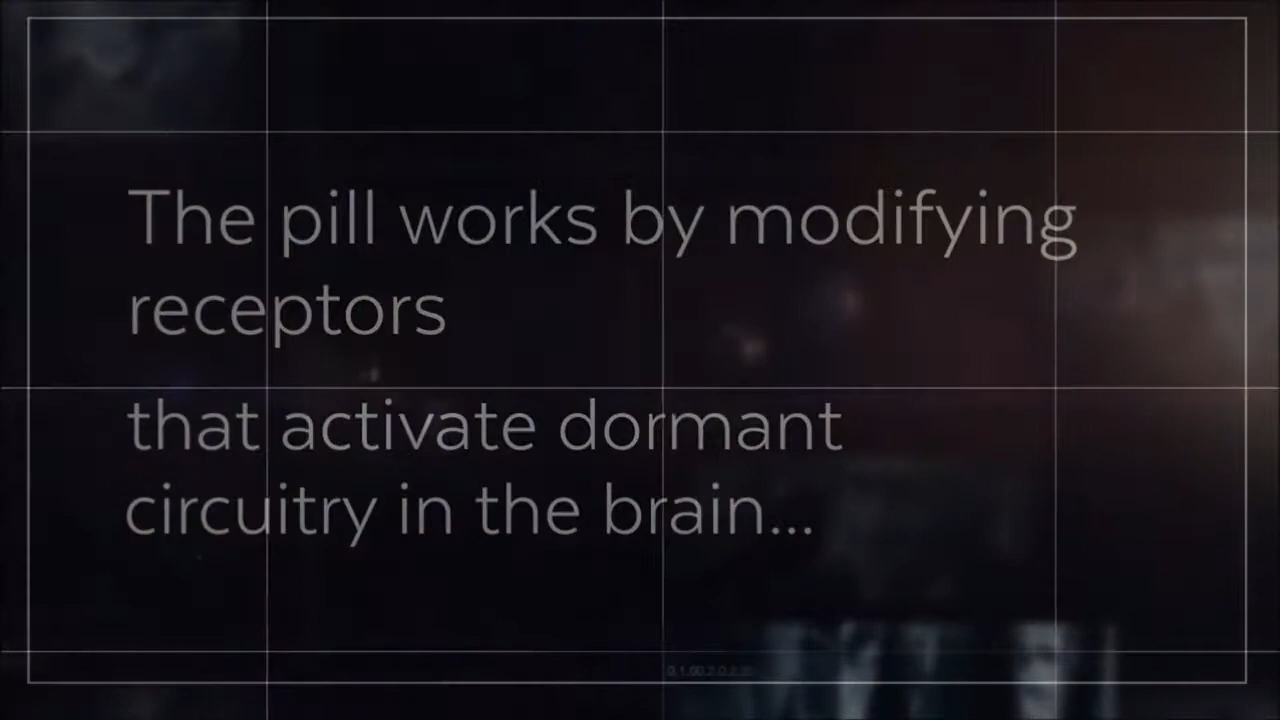 The pill works by modifying
receptors
that activate dormant
circuitry in the brain...